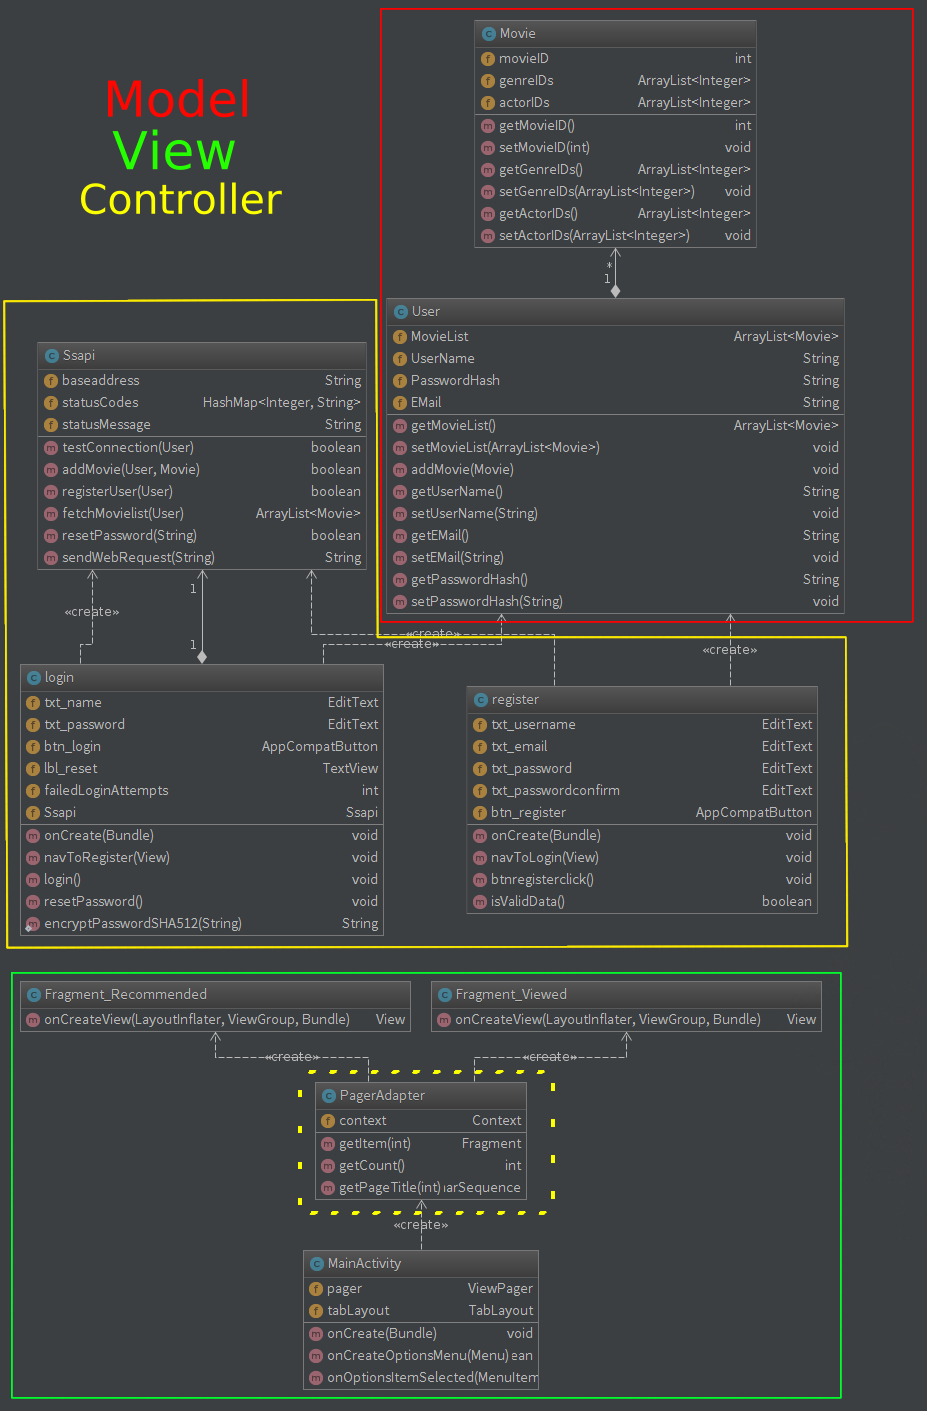 Model
View
Controller
Movie
movieID int
genreIDs ArrayList<Integer>
actorIDs ArrayList<Integer>
getMovieID() int
setMovieID(int) void
getGenreIDs() ArrayList<Integer>
setGenreIDs(ArrayList<Integer>) void
getActorIDs() ArrayList<Integer>
setActorIDs(ArrayList<Integer>) void
*
1
User
MovieList ArrayList<Movie>
UserName String
PasswordHash String
EMail String
getMovieList() ArrayList<Movie>
setMovieList(ArrayList<Movie>) void
addMovie(Movie) void
getUserName() String
setUserName(String) void
getEMail() String
setEMail(String) void
getPasswordHash() String
setPasswordHash(String) void
Ssapi
baseaddress String
statusCodes HashMap<Integer, String>
statusMessage String
testConnection(User) boolean
addMovie(User, Movie) boolean
registerUser(User) boolean
fetchMovielist(User) ArrayList<Movie>
resetPassword(String) boolean
sendWebRequest(String) String
1
«create»
«create»
«create»
1
«create»
login
txt_name EditText
txt_password EditText
btn_login AppCompatButton
lbl_reset TextView
failedLoginAttempts int
Ssapi Ssapi
onCreate(Bundle) void
navToRegister(View) void
login() void
resetPassword() void
encryptPasswordSHA512(String) String
register
txt_username EditText
txt_email EditText
txt_password EditText
txt_passwordconfirm EditText
btn_register AppCompatButton
onCreate(Bundle) void
navToLogin(View) void
btnregisterclick() void
isValidData() boolean
Fragment_Recommended
onCreateView(LayoutInflater, ViewGroup, Bundle) View
Fragment_Viewed
onCreateView(LayoutInflater, ViewGroup, Bundle) View
«create»
«create»
PagerAdapter
context Context
getItem(int) Fragment
getCount() int
getPageTitle(int) arSequence
«create»
MainActivity
pager ViewPager
tabLayout TabLayout
onCreate(Bundle) void
onCreateOptionsMenu(Menu) ean
onOptionsItemSelected(MenuItem